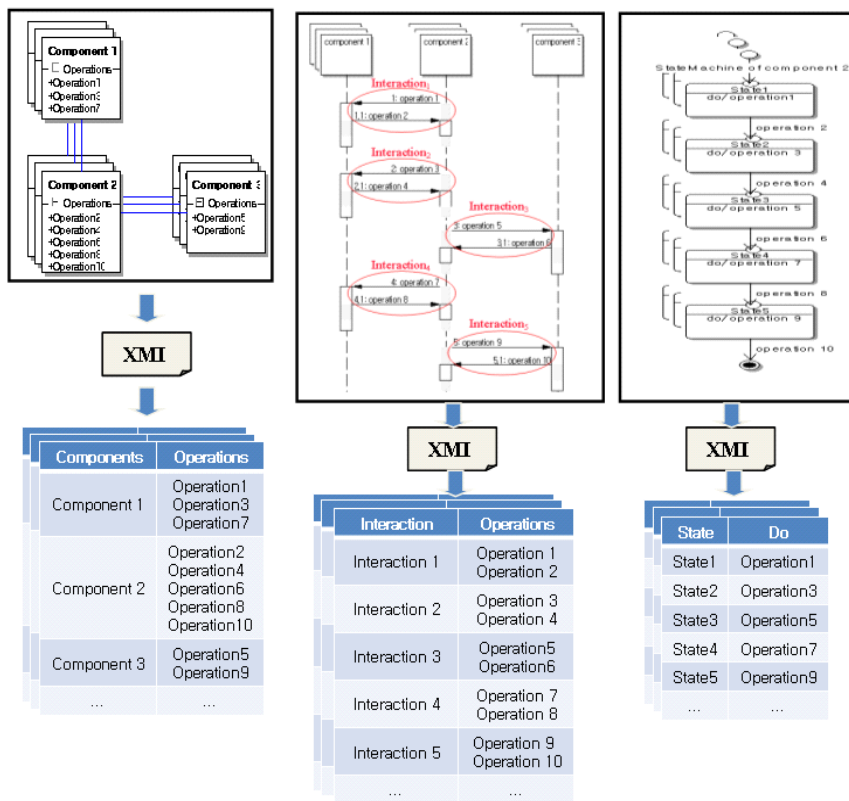 Component 1
Operations
+Operation1
+Operation3
+Operation7
Component 2
Operations
+Operation2
+Operation4
+Operation6
+Operation8
+Operation10
Component 3
Operations
+Operation5
+Operation9
XMI
Components Operations
Component 1
Operation1
Operation3
Operation7
Component 2
Operation2
Operation4
Operation6
Operation8
Operation10
Component 3
Operation5
Operation9
... ...
component 1
component 2
component 3
Interaction1
1: operation 1
1.1: operation 2
Interaction2
2: operation 3
2.1: operation 4
Interaction3
3: operation 5
3.1: operation 6
Interaction4
4: operation 7
4.1: operation 8
Interaction5
5: operation 9
5.1: operation 10
XMI
Interaction Operations
Interaction 1
Operation 1
Operation 2
Interaction 2
Operation 3
Operation 4
Interaction 3
Operation5
Operation6
Interaction 4
Operation 7
Operation 8
Interaction 5
Operation 9
Operation 10
... ...
StateMachine of component 2
State1
do/operation1
operation 2
State2
do/operation 3
operation 4
State3
do/operation 5
operation 6
State4
do/operation 7
operation 8
State5
do/operation 9
operation 10
XMI
State Do
State1 Operation1
State2 Operation3
State3 Operation5
State4 Operation7
State5 Operation9
... ...